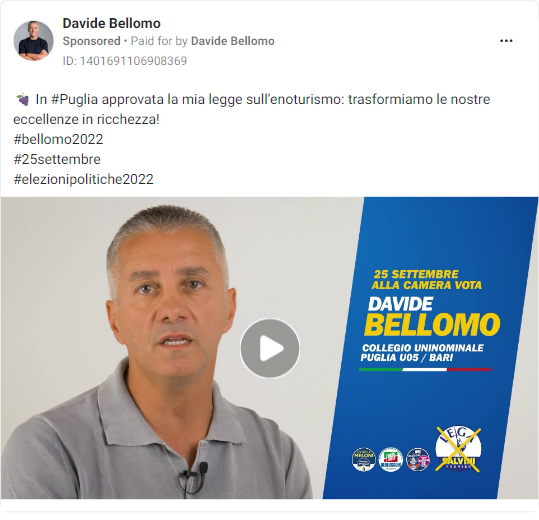 Davide Bellomo
Sponsored • Paid for by Davide Bellomo
ID: 1401691106908369
In #Puglia approvata la mia legge sull'enoturismo: trasformiamo le nostre
eccellenze in ricchezza!
#bellomo2022
#25settembre
#elezionipolitiche2022
25 SETTEMBRE
ALLA CAMERA VOTA
DAVIDE
BELLOMO
COLLEGIO UNINOMINALE
PUGLIA U05 / BARI
MELONI
LEGA
SALVINI
PREMIER